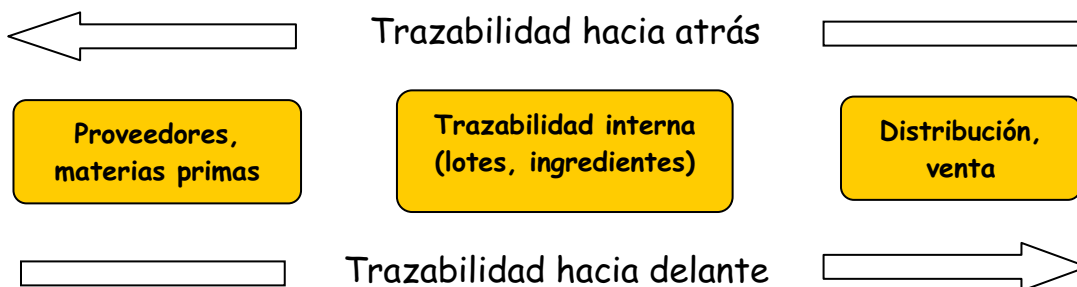 Trazabilidad hacia atrás
Proveedores,
materias primas
Trazabilidad interna
(lotes, ingredientes)
Distribución,
venta
Trazabilidad hacia delante